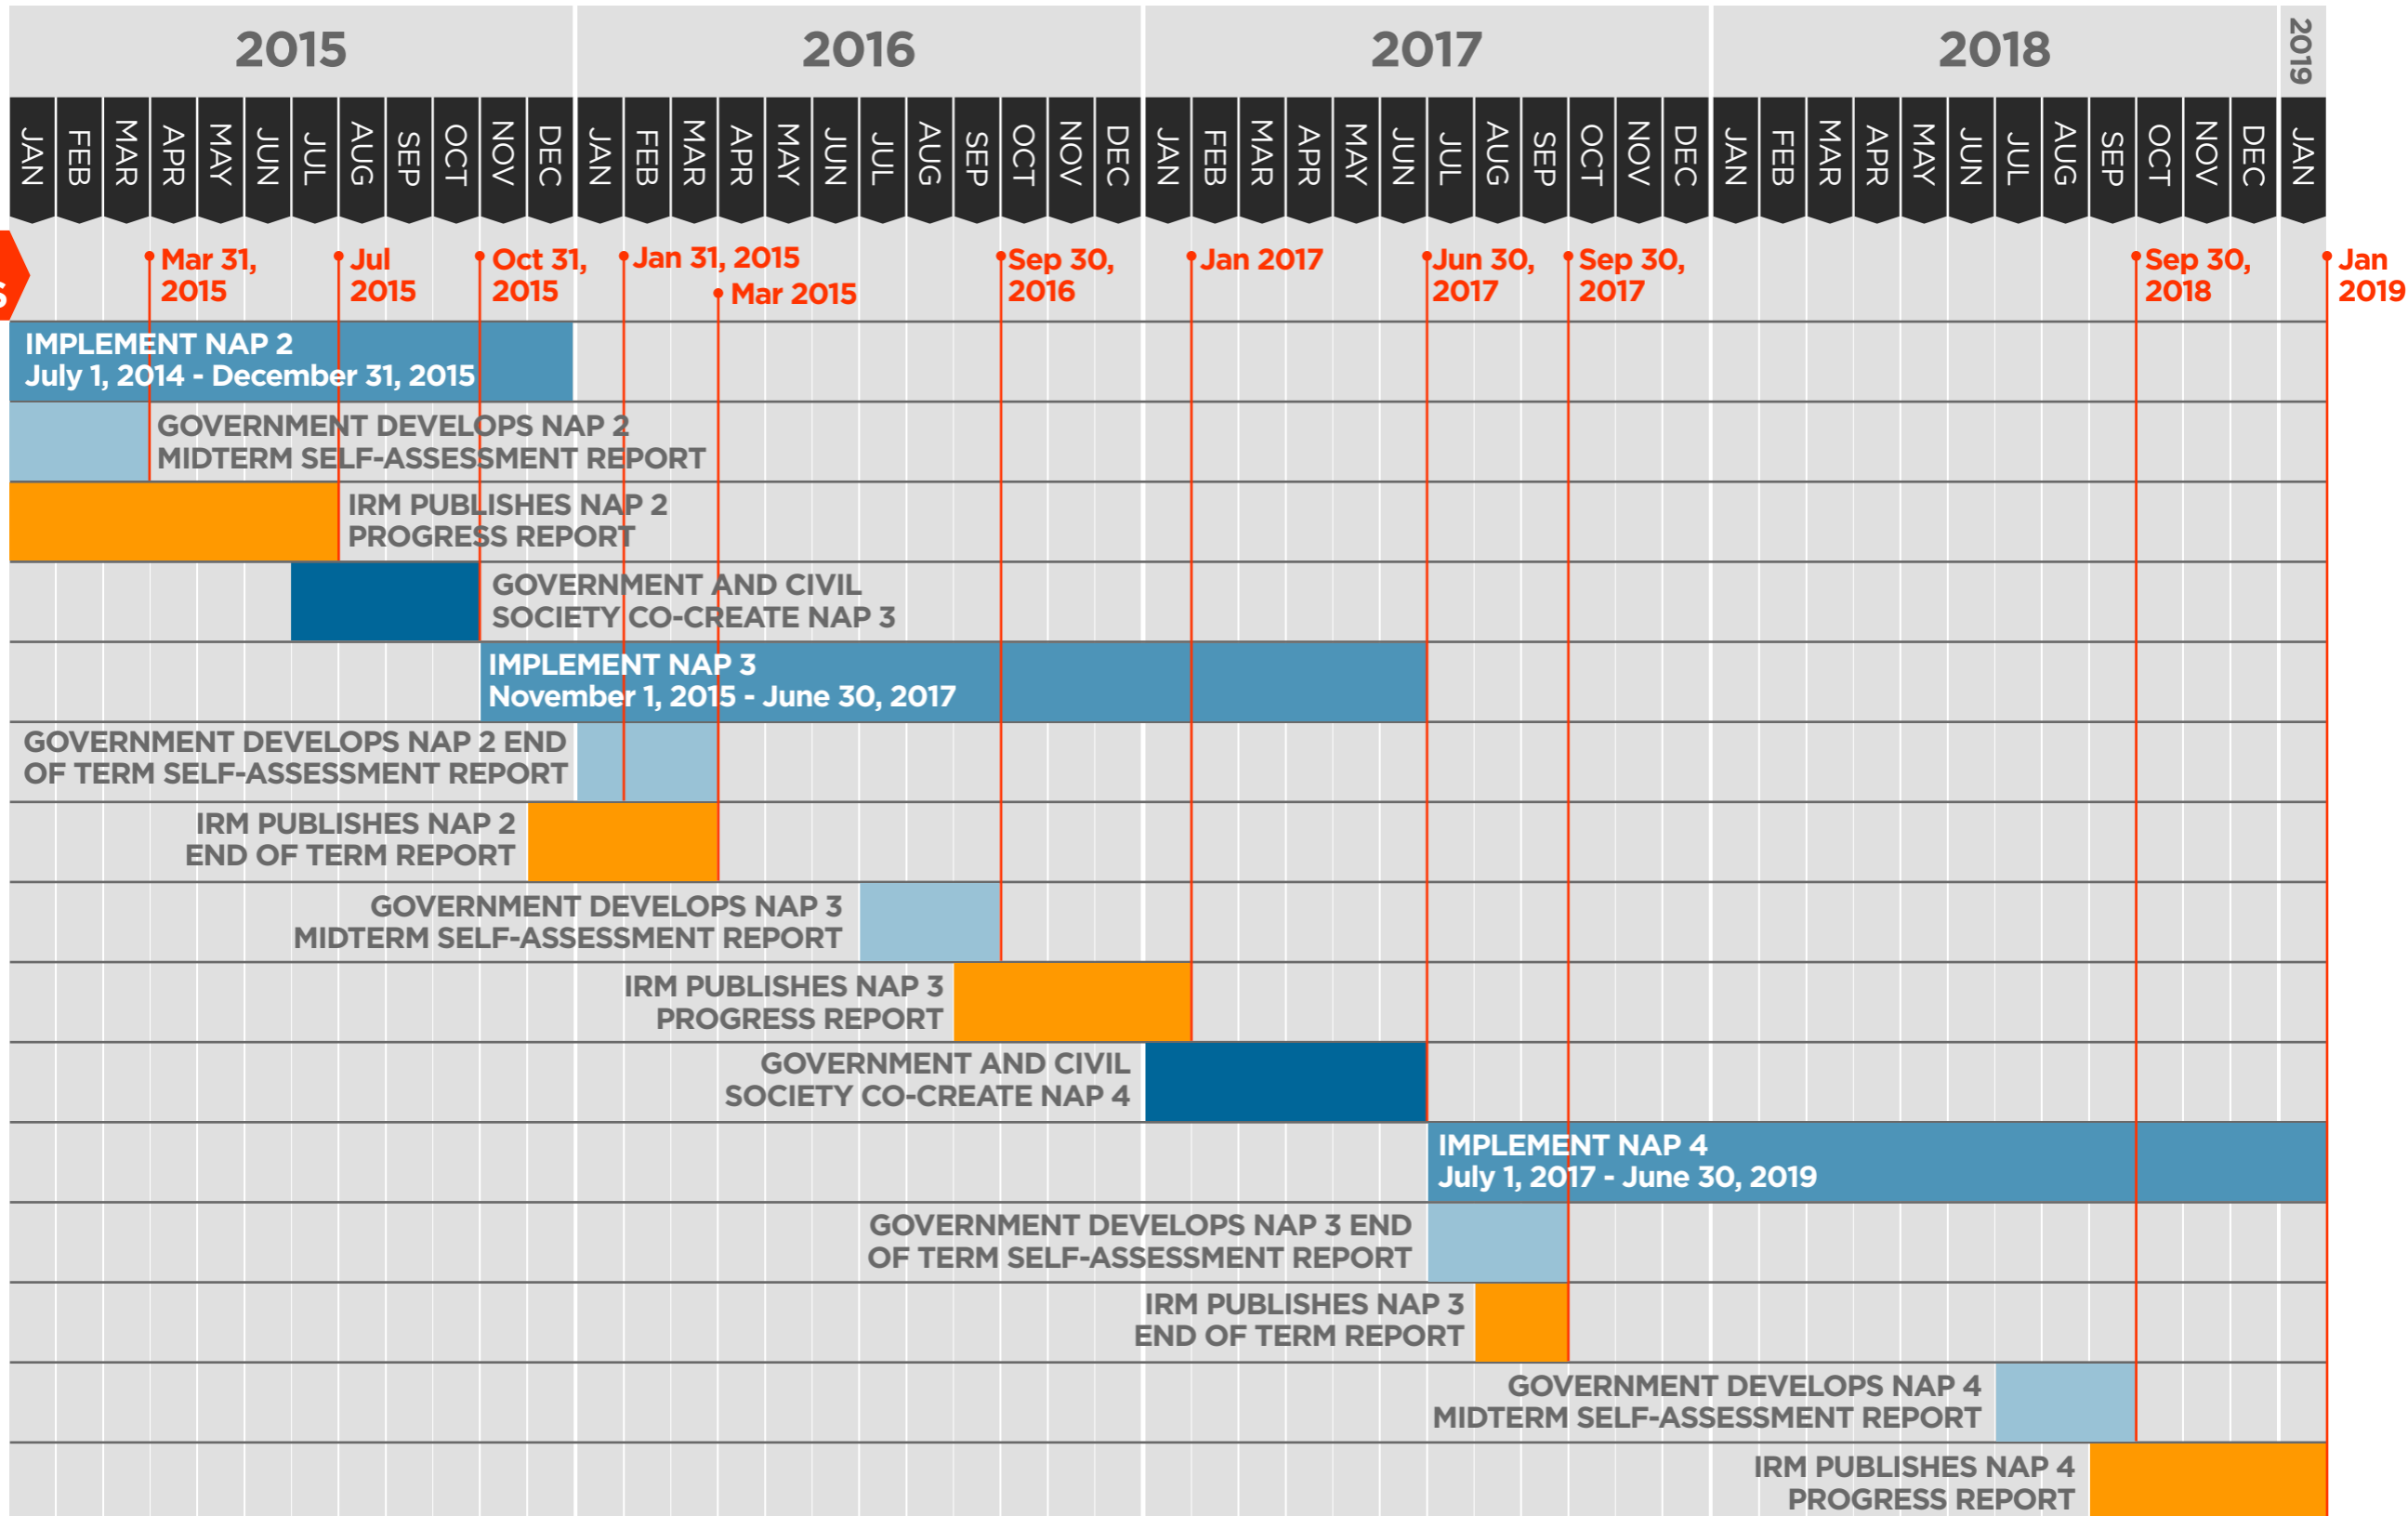 2015
2016
2017
2018
2019
JAN FEB MAR APR MAY JUN JUL AUG SEP OCT NOV DEC JAN FEB MAR APR MAY JUN JUL AUG SEP OCT NOV DEC JAN FEB MAR APR MAY JUN JUL AUG SEP OCT NOV DEC JAN FEB MAR APR MAY JUN JUL AUG SEP OCT NOV DEC JAN
S
Mar 31,
2015
Jul
2015
Oct 31,
2015
Jan 31, 2015
Mar 2015
Sep 30,
2016
Jan 2017
Jun 30,
2017
Sep 30,
2017
Sep 30,
2018
Jan
2019
IMPLEMENT NAP 2
July 1, 2014 - December 31, 2015
GOVERNMENT DEVELOPS NAP 2
MIDTERM SELF-ASSESSMENT REPORT
IRM PUBLISHES NAP 2
PROGRESS REPORT
GOVERNMENT AND CIVIL
SOCIETY CO-CREATE NAP 3
IMPLEMENT NAP 3
November 1, 2015 - June 30, 2017
GOVERNMENT DEVELOPS NAP 2 END
OF TERM SELF-ASSESSMENT REPORT
IRM PUBLISHES NAP 2
END OF TERM REPORT
GOVERNMENT DEVELOPS NAP 3
MIDTERM SELF-ASSESSMENT REPORT
IRM PUBLISHES NAP 3
PROGRESS REPORT
GOVERNMENT AND CIVIL
SOCIETY CO-CREATE NAP 4
IMPLEMENT NAP 4
July 1, 2017 - June 30, 2019
GOVERNMENT DEVELOPS NAP 3 END
OF TERM SELF-ASSESSMENT REPORT
IRM PUBLISHES NAP 3
END OF TERM REPORT
GOVERNMENT DEVELOPS NAP 4
MIDTERM SELF-ASSESSMENT REPORT
IRM PUBLISHES NAP 4
PROGRESS REPORT